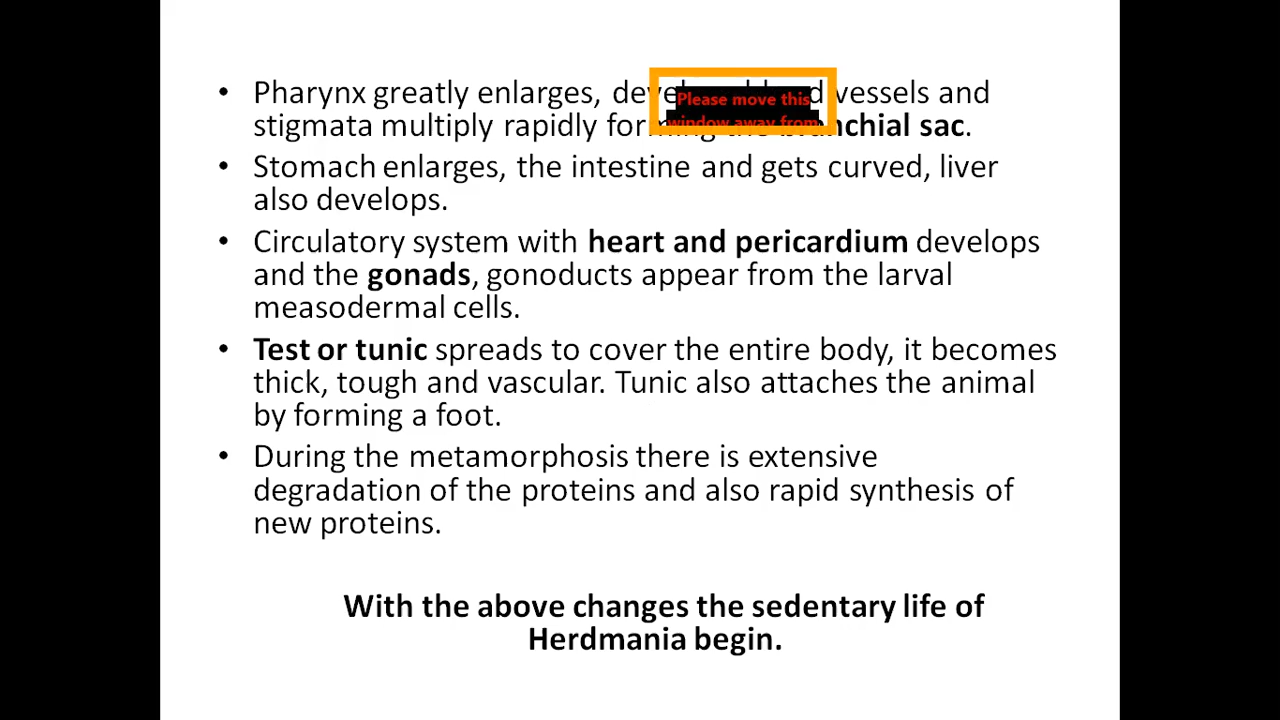 • Pharynx greatly enlarges, vessels and
stigmata multiply rapidly sac.
Please move this
window away from
• Stomach enlarges, the intestine and gets curved, liver
also develops.
• Circulatory system with heart and pericardium develops
and the gonads, gonoducts appear from the larval
measodermal cells.
• Test or tunic spreads to cover the entire body, it becomes
thick, tough and vascular. Tunic also attaches the animal
by forming a foot.
• During the metamorphosis there is extensive
degradation of the proteins and also rapid synthesis of
new proteins.
With the above changes the sedentary life of
Herdmania begin.